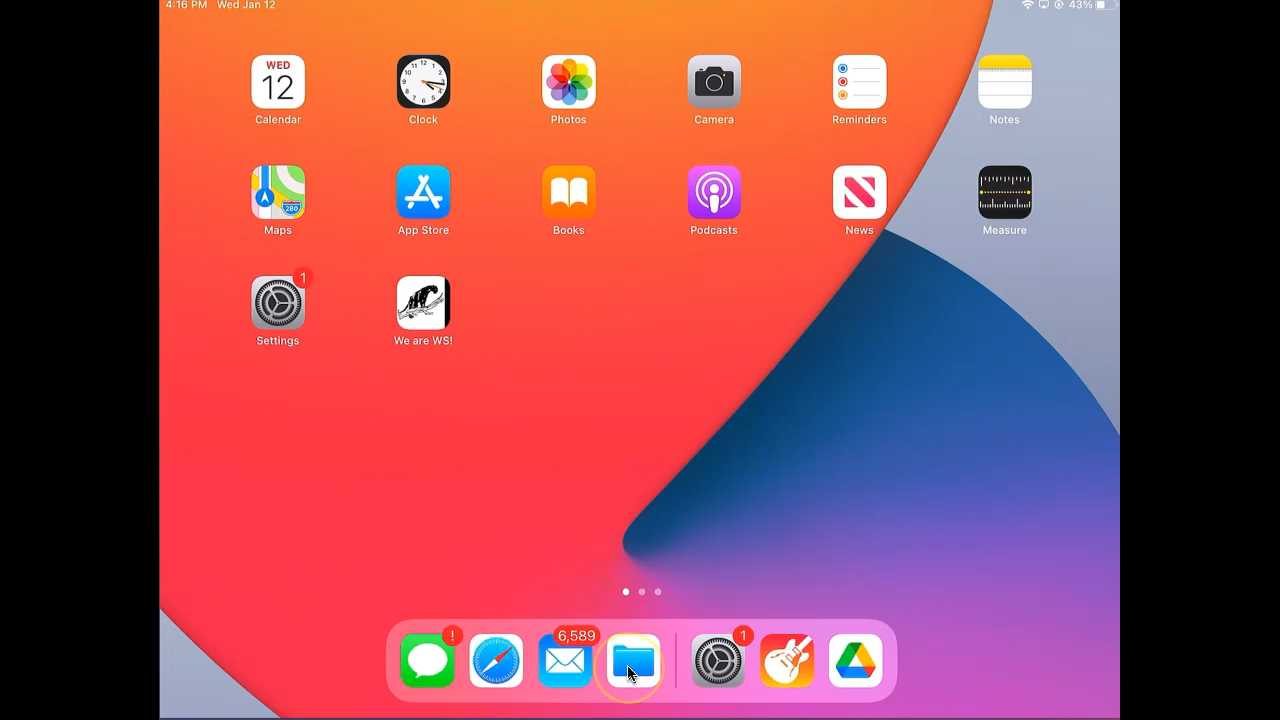 4:16 PM Wed Jan 12 43%
WED
12
Calendar Clock Photos Camera Reminders Notes
280
Maps App Store Books Podcasts News Measure
1
Settings We are WS!
! 6,589 1